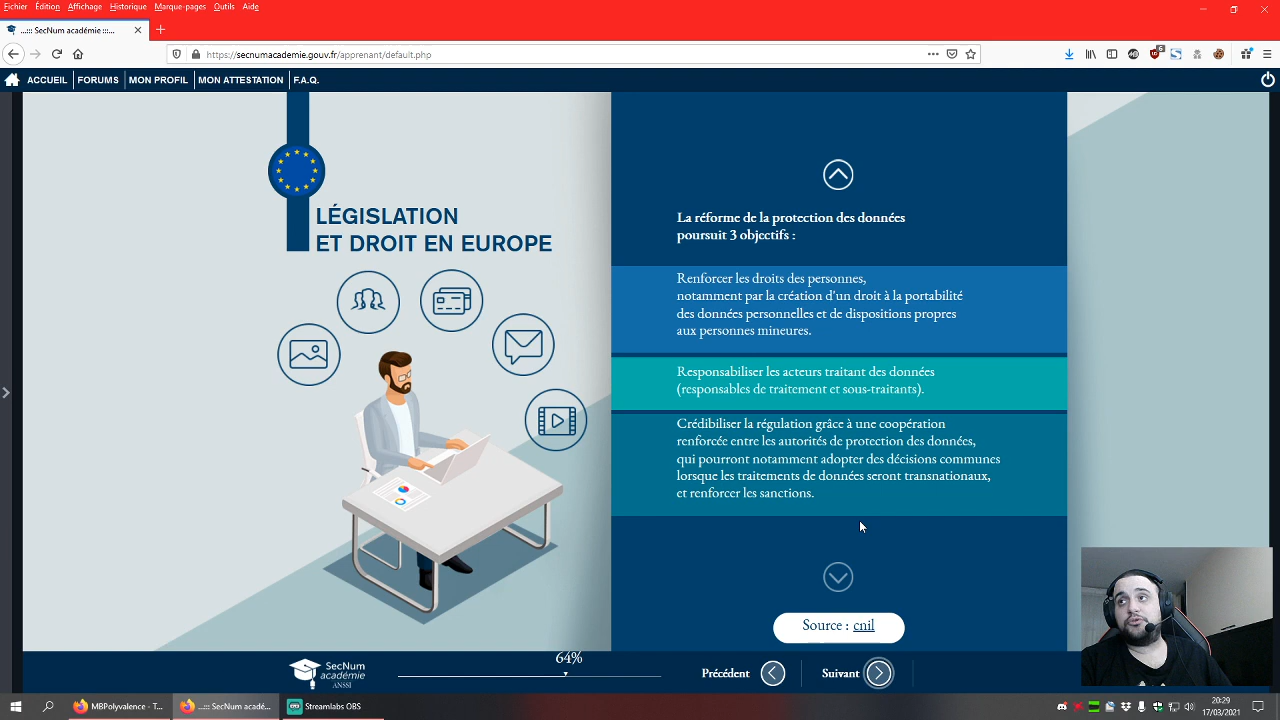 Fichier Édition Affichage Historique Marque-pages Outils Aide
...:: SecNum académie :::...
https://secnumacademie.gouv.fr/apprenant/default.php
ACCUEIL FORUMS MON PROFIL MON ATTESTATION F.A.Q.
LÉGISLATION
ET DROIT EN EUROPE
La réforme de la protection des données
poursuit 3 objectifs :
Renforcer les droits des personnes,
notamment par la création d'un droit à la portabilité
des données personnelles et de dispositions propres
aux personnes mineures.
Responsabiliser les acteurs traitant des données
(responsables de traitement et sous-traitants).
Crédibiliser la régulation grâce à une coopération
renforcée entre les autorités de protection des données,
qui pourront notamment adopter des décisions communes
lorsque les traitements de données seront transnationaux,
et renforcer les sanctions.
Source : cnil
SecNum
académie
ANSSI
64%
Précédent Suivant
MBPolyvalence - T... ...:: SecNum acadé... Streamlabs OBS
20:29
17/03/2021